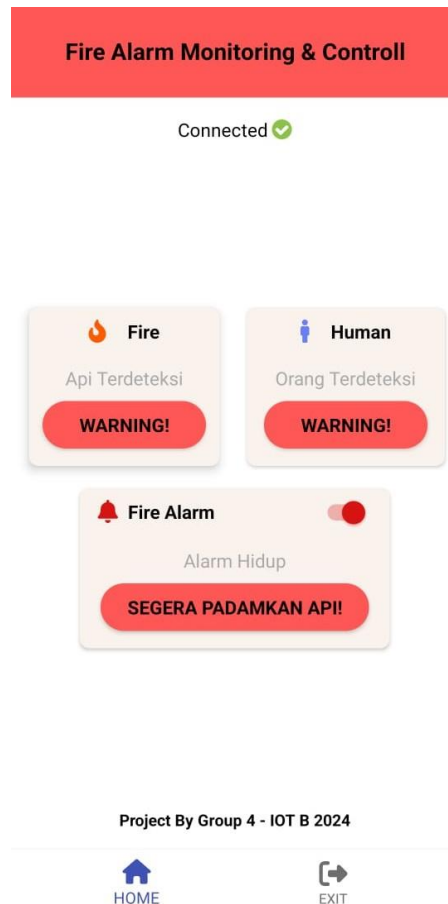 Fire Alarm Monitoring & Controll
Connected
Fire
Human
Api Terdeteksi
Orang Terdeteksi
WARNING!
WARNING!
Fire Alarm
Alarm Hidup
SEGERA PADAMKAN API!
Project By Group 4 - IOT B 2024
HOME
EXIT